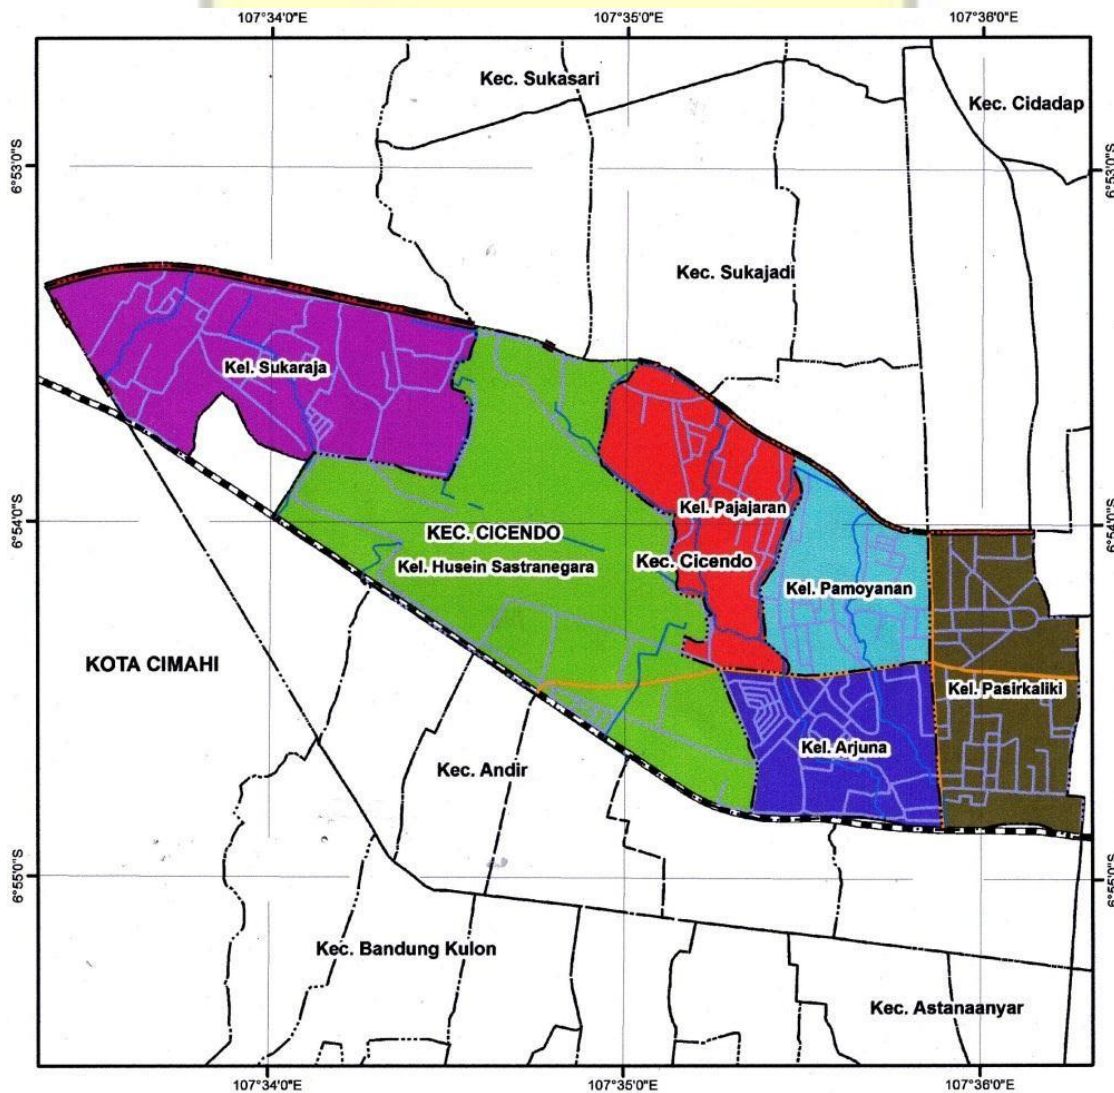 107°34'0"E
107°35'0"E
107°36'0"E
Kec. Sukasari
Kec. Cidadap
6°53'0"S
6°53'0"S
Kec. Sukajadi
Kel. Sukaraja
Kel. Pajajaran
KEC. CICENDO
6°54'0"S
6°54'0"S
Kec. Cicendo
Kel. Husein Sastranegara
Kel. Pamoyanan
KOTA CIMAHI
Kel. Pasirkaliki
Kel. Arjuna
Kec. Andir
6°55'0"S
6°55'0"S
Kec. Bandung Kulon
Kec. Astanaanyar
107°34'0"E
107°35'0"E
107°36'0"E